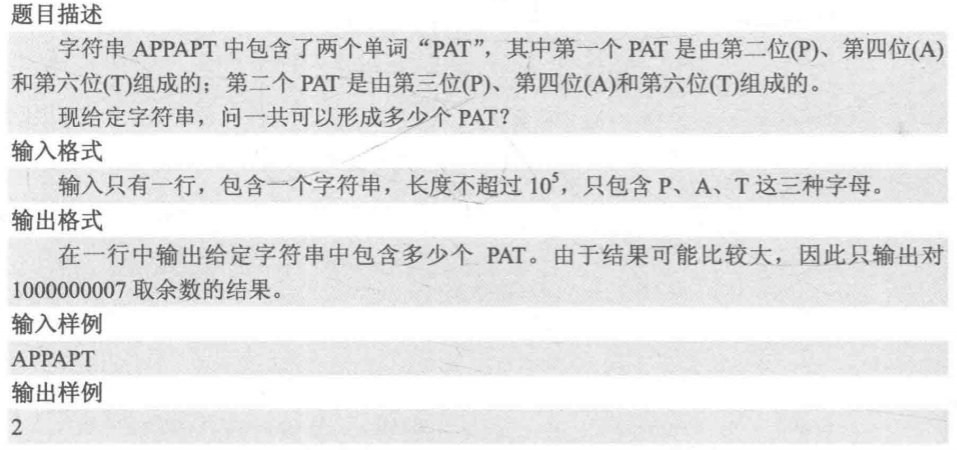 题目描述
字符串 APPAPT 中包含了两个单词“PAT”，其中第一个 PAT 是由第二位(P)、第四位(A)
和第六位(T)组成的；第二个 PAT 是由第三位(P)、第四位(A)和第六位(T)组成的。
现给定字符串，问一共可以形成多少个 PAT？
输入格式
输入只有一行，包含一个字符串，长度不超过 10⁵，只包含 P、A、T 这三种字母。
输出格式
在一行中输出给定字符串中包含多少个 PAT。由于结果可能比较大，因此只输出对
1000000007 取余数的结果。
输入样例
APPAPT
输出样例
2